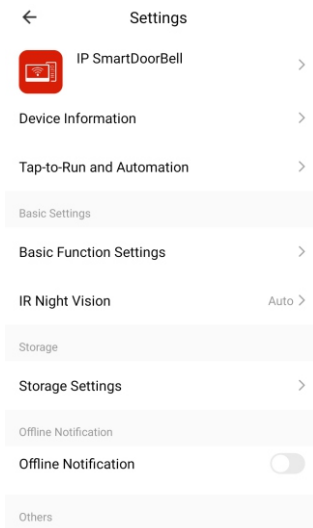 Settings
IP SmartDoorBell
Device Information
Tap-to-Run and Automation
Basic Settings
Basic Function Settings
IR Night Vision Auto
Storage
Storage Settings
Offline Notification
Offline Notification
Others